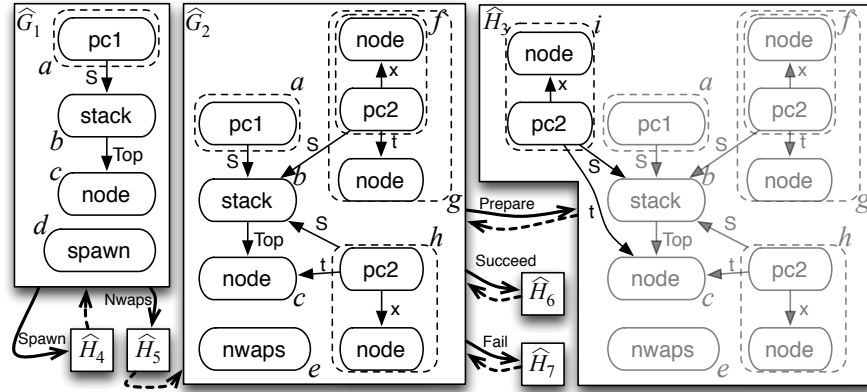 Ĝ₁
pc1
a
S
stack
b
Top
c
node
d
spawn
Spawn
Nwaps
Ĥ₄
Ĥ₅
Ĝ₂
node
f
x
a
pc1
pc2
S
S
t
b
node
stack
g
S
Top
h
node
t
pc2
c
x
nwaps
node
e
Prepare
Succeed
Ĥ₆
Fail
Ĥ₇
Ĥ₃
node
i
x
pc2
S
t
node
f
x
a
pc1
pc2
S
S
t
b
node
stack
g
S
Top
h
node
t
pc2
c
x
nwaps
node
e